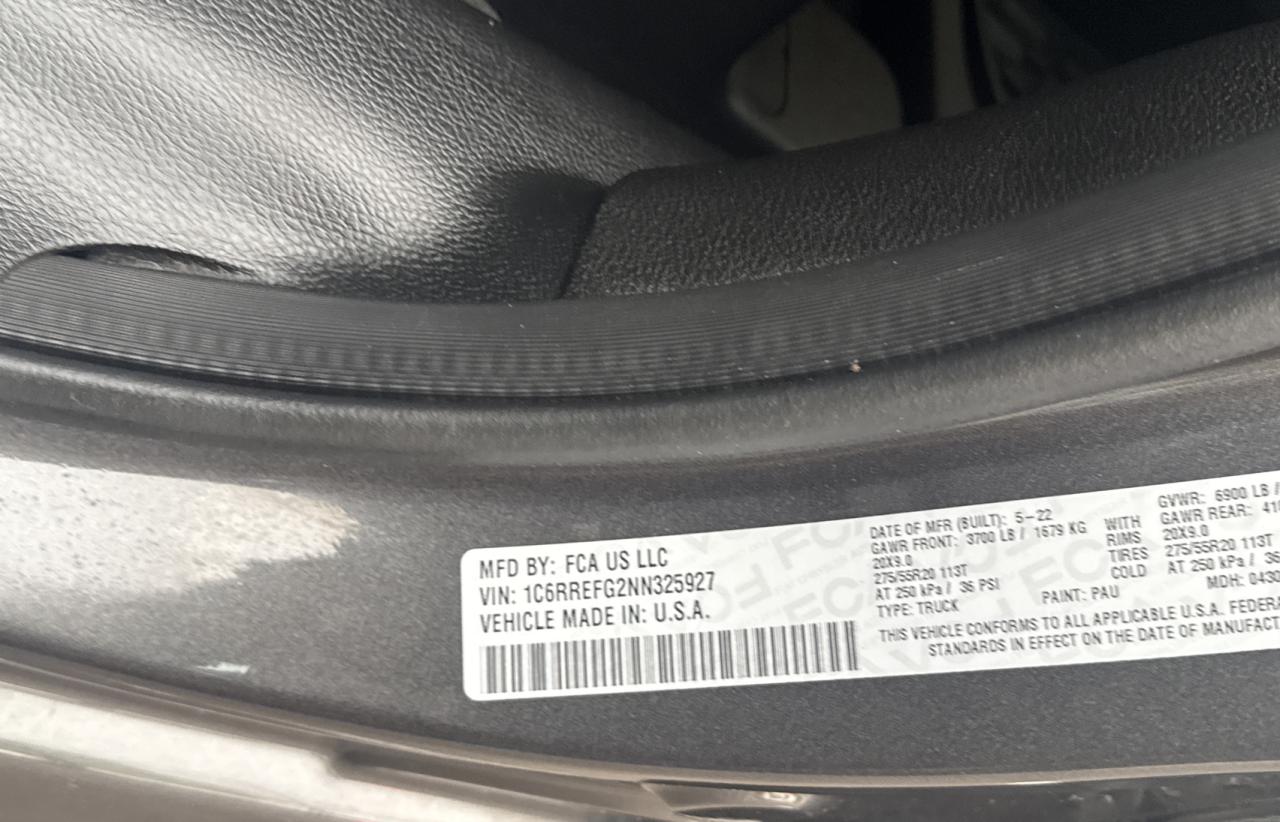 MFD BY: FCA US LLC
VIN: 1C6RREFG2NN325927
VEHICLE MADE IN: U.S.A.
DATE OF MFR (BUILT): 5-22
GAWR FRONT: 3700 LB / 1679 KG WITH
20X9.0 RIMS
275/55R20 113T TIRES
AT 250 kPa / 36 PSI COLD
TYPE: TRUCK PAINT: PAU
GVWR: 6900 LB /
GAWR REAR: 410
20X9.0
275/55R20 113T
AT 250 kPa / 36
MDH: 0430
THIS VEHICLE CONFORMS TO ALL APPLICABLE U.S.A. FEDERA
STANDARDS IN EFFECT ON THE DATE OF MANUFACT